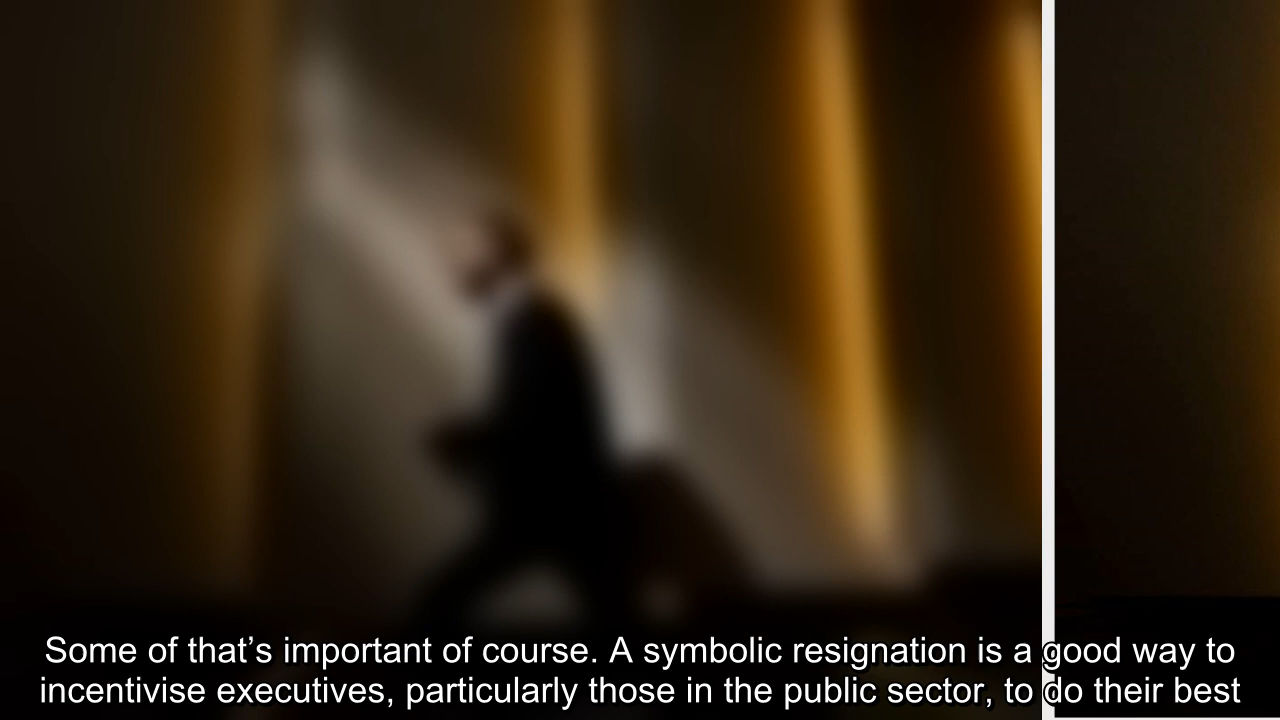 Some of that’s important of course. A symbolic resignation is a good way to
incentivise executives, particularly those in the public sector, to do their best